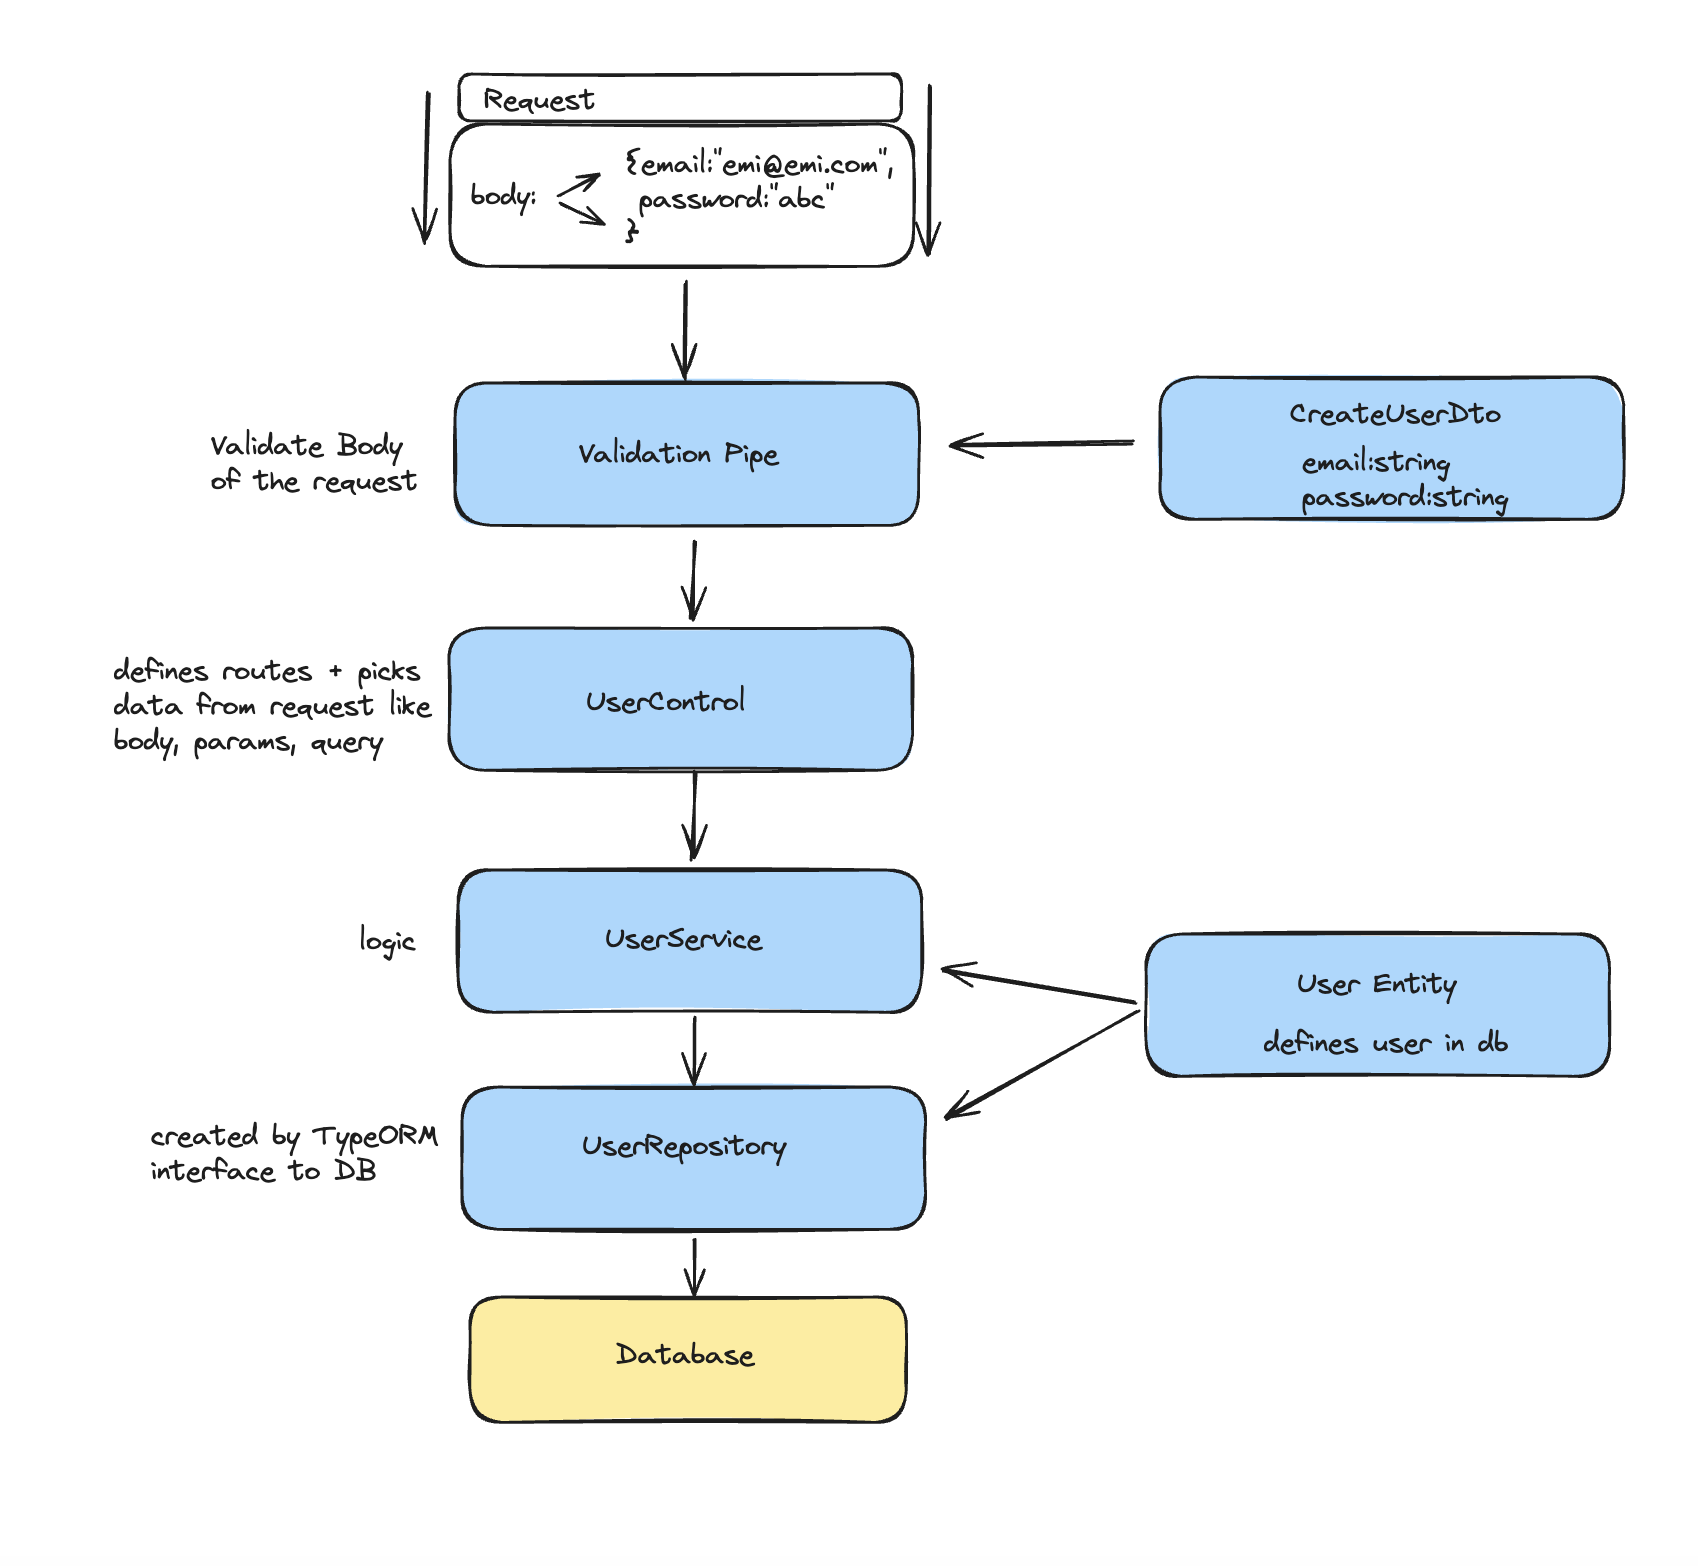 Request
body:
{email:"emi@emi.com",
password:"abc"
}
Validate Body
of the request
Validation Pipe
CreateUserDto
email:string
password:string
defines routes + picks
data from request like
body, params, query
UserControl
logic
UserService
User Entity
defines user in db
created by TypeORM
interface to DB
UserRepository
Database